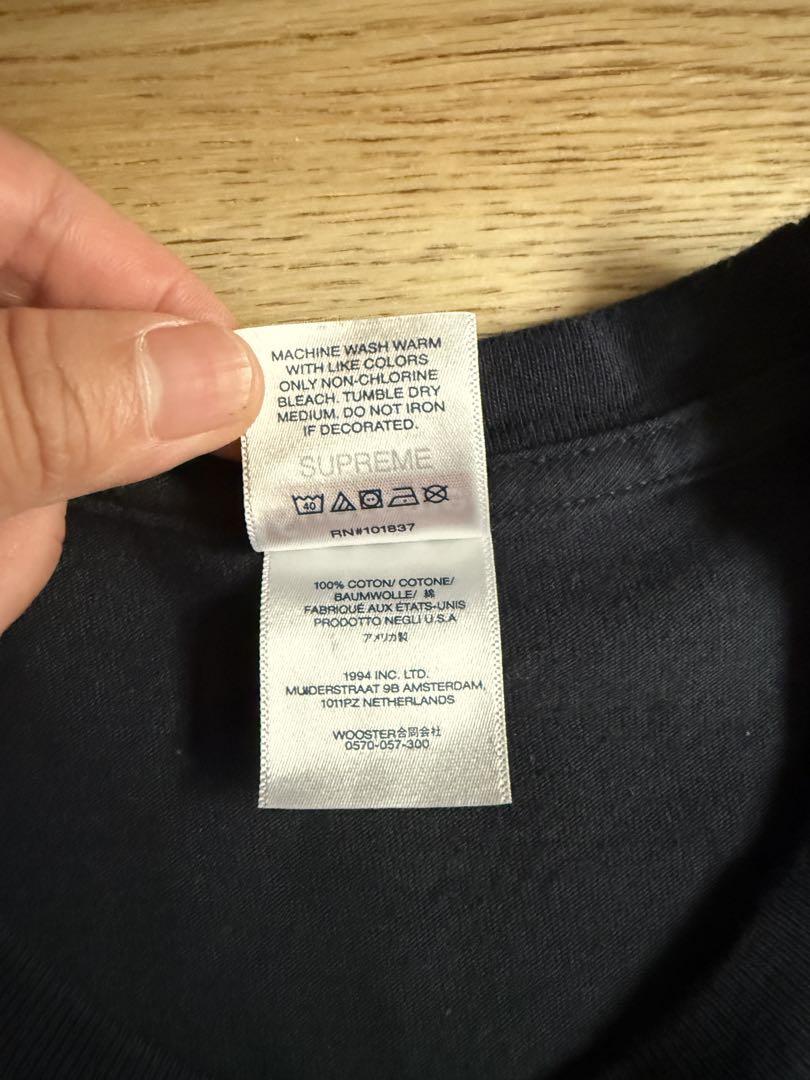 MACHINE WASH WARM
WITH LIKE COLORS
ONLY NON-CHLORINE
BLEACH. TUMBLE DRY
MEDIUM. DO NOT IRON
IF DECORATED.
SUPREME
40
RN#101837
100% COTON/ COTONE/
BAUMWOLLE/ 綿
FABRIQUÉ AUX ÉTATS-UNIS
PRODOTTO NEGLI U.S.A
アメリカ製
1994 INC. LTD.
MUIDERSTRAAT 9B AMSTERDAM,
1011PZ NETHERLANDS
WOOSTER合同会社
0570-057-300